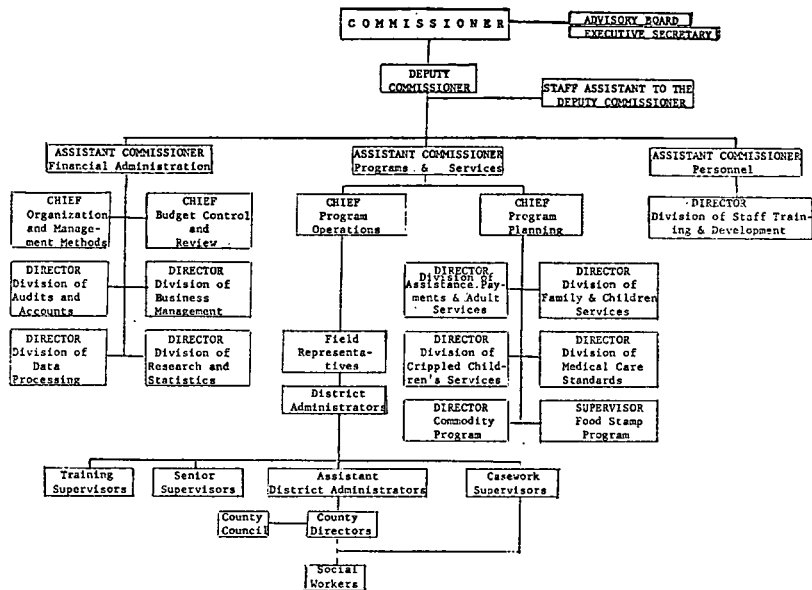 COMMISSIONER
ADVISORY BOARD
EXECUTIVE SECRETARY
DEPUTY
COMMISSIONER
STAFF ASSISTANT TO THE
DEPUTY COMMISSIONER
ASSISTANT COMMISSIONER
Financial Administration
ASSISTANT COMMISSIONER
Programs & Services
ASSISTANT COMMISSIONER
Personnel
CHIEF
Organization
and Manage-
ment Methods
CHIEF
Budget Control
and
Review
CHIEF
Program
Operations
CHIEF
Program
Planning
DIRECTOR
Division of Staff Train-
ing & Development
DIRECTOR
Division of
Audits and
Accounts
DIRECTOR
Division of
Business
Management
DIRECTOR
Division of
Assistance Pay-
ments & Adult
Services
DIRECTOR
Division of
Family & Children
Services
DIRECTOR
Division of
Data
Processing
DIRECTOR
Division of
Research and
Statistics
Field
Representa-
tives
DIRECTOR
Division of
Crippled Child-
ren's Services
DIRECTOR
Division of
Medical Care
Standards
District
Administrators
DIRECTOR
Commodity
Program
SUPERVISOR
Food Stamp
Program
Training
Supervisors
Senior
Supervisors
Assistant
District Administrators
Casework
Supervisors
County
Council
County
Directors
Social
Workers